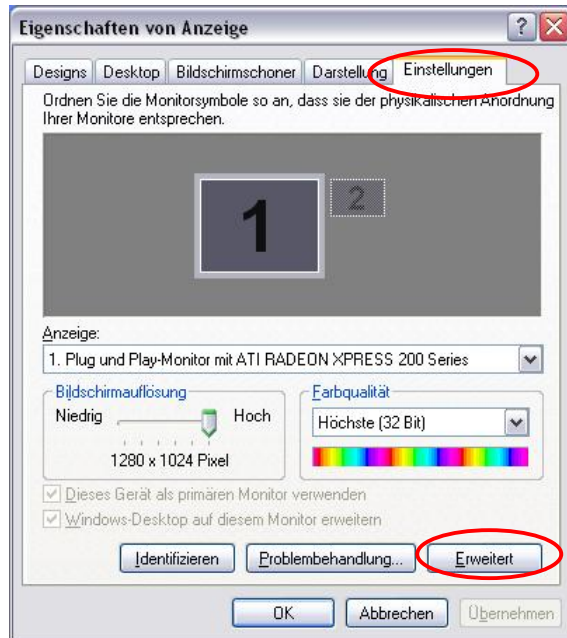 Eigenschaften von Anzeige
Designs Desktop Bildschirmschoner Darstellung Einstellungen
Ordnen Sie die Monitorsymbole so an, dass sie der physikalischen Anordnung
Ihrer Monitore entsprechen.
1 2
Anzeige:
1. Plug und Play-Monitor mit ATI RADEON XPRESS 200 Series
Bildschirmauflösung
Niedrig Hoch
1280 x 1024 Pixel
Farbqualität
Höchste (32 Bit)
Dieses Gerät als primären Monitor verwenden
Windows-Desktop auf diesem Monitor erweitern
Identifizieren Problembehandlung... Erweitert
OK Abbrechen Übernehmen